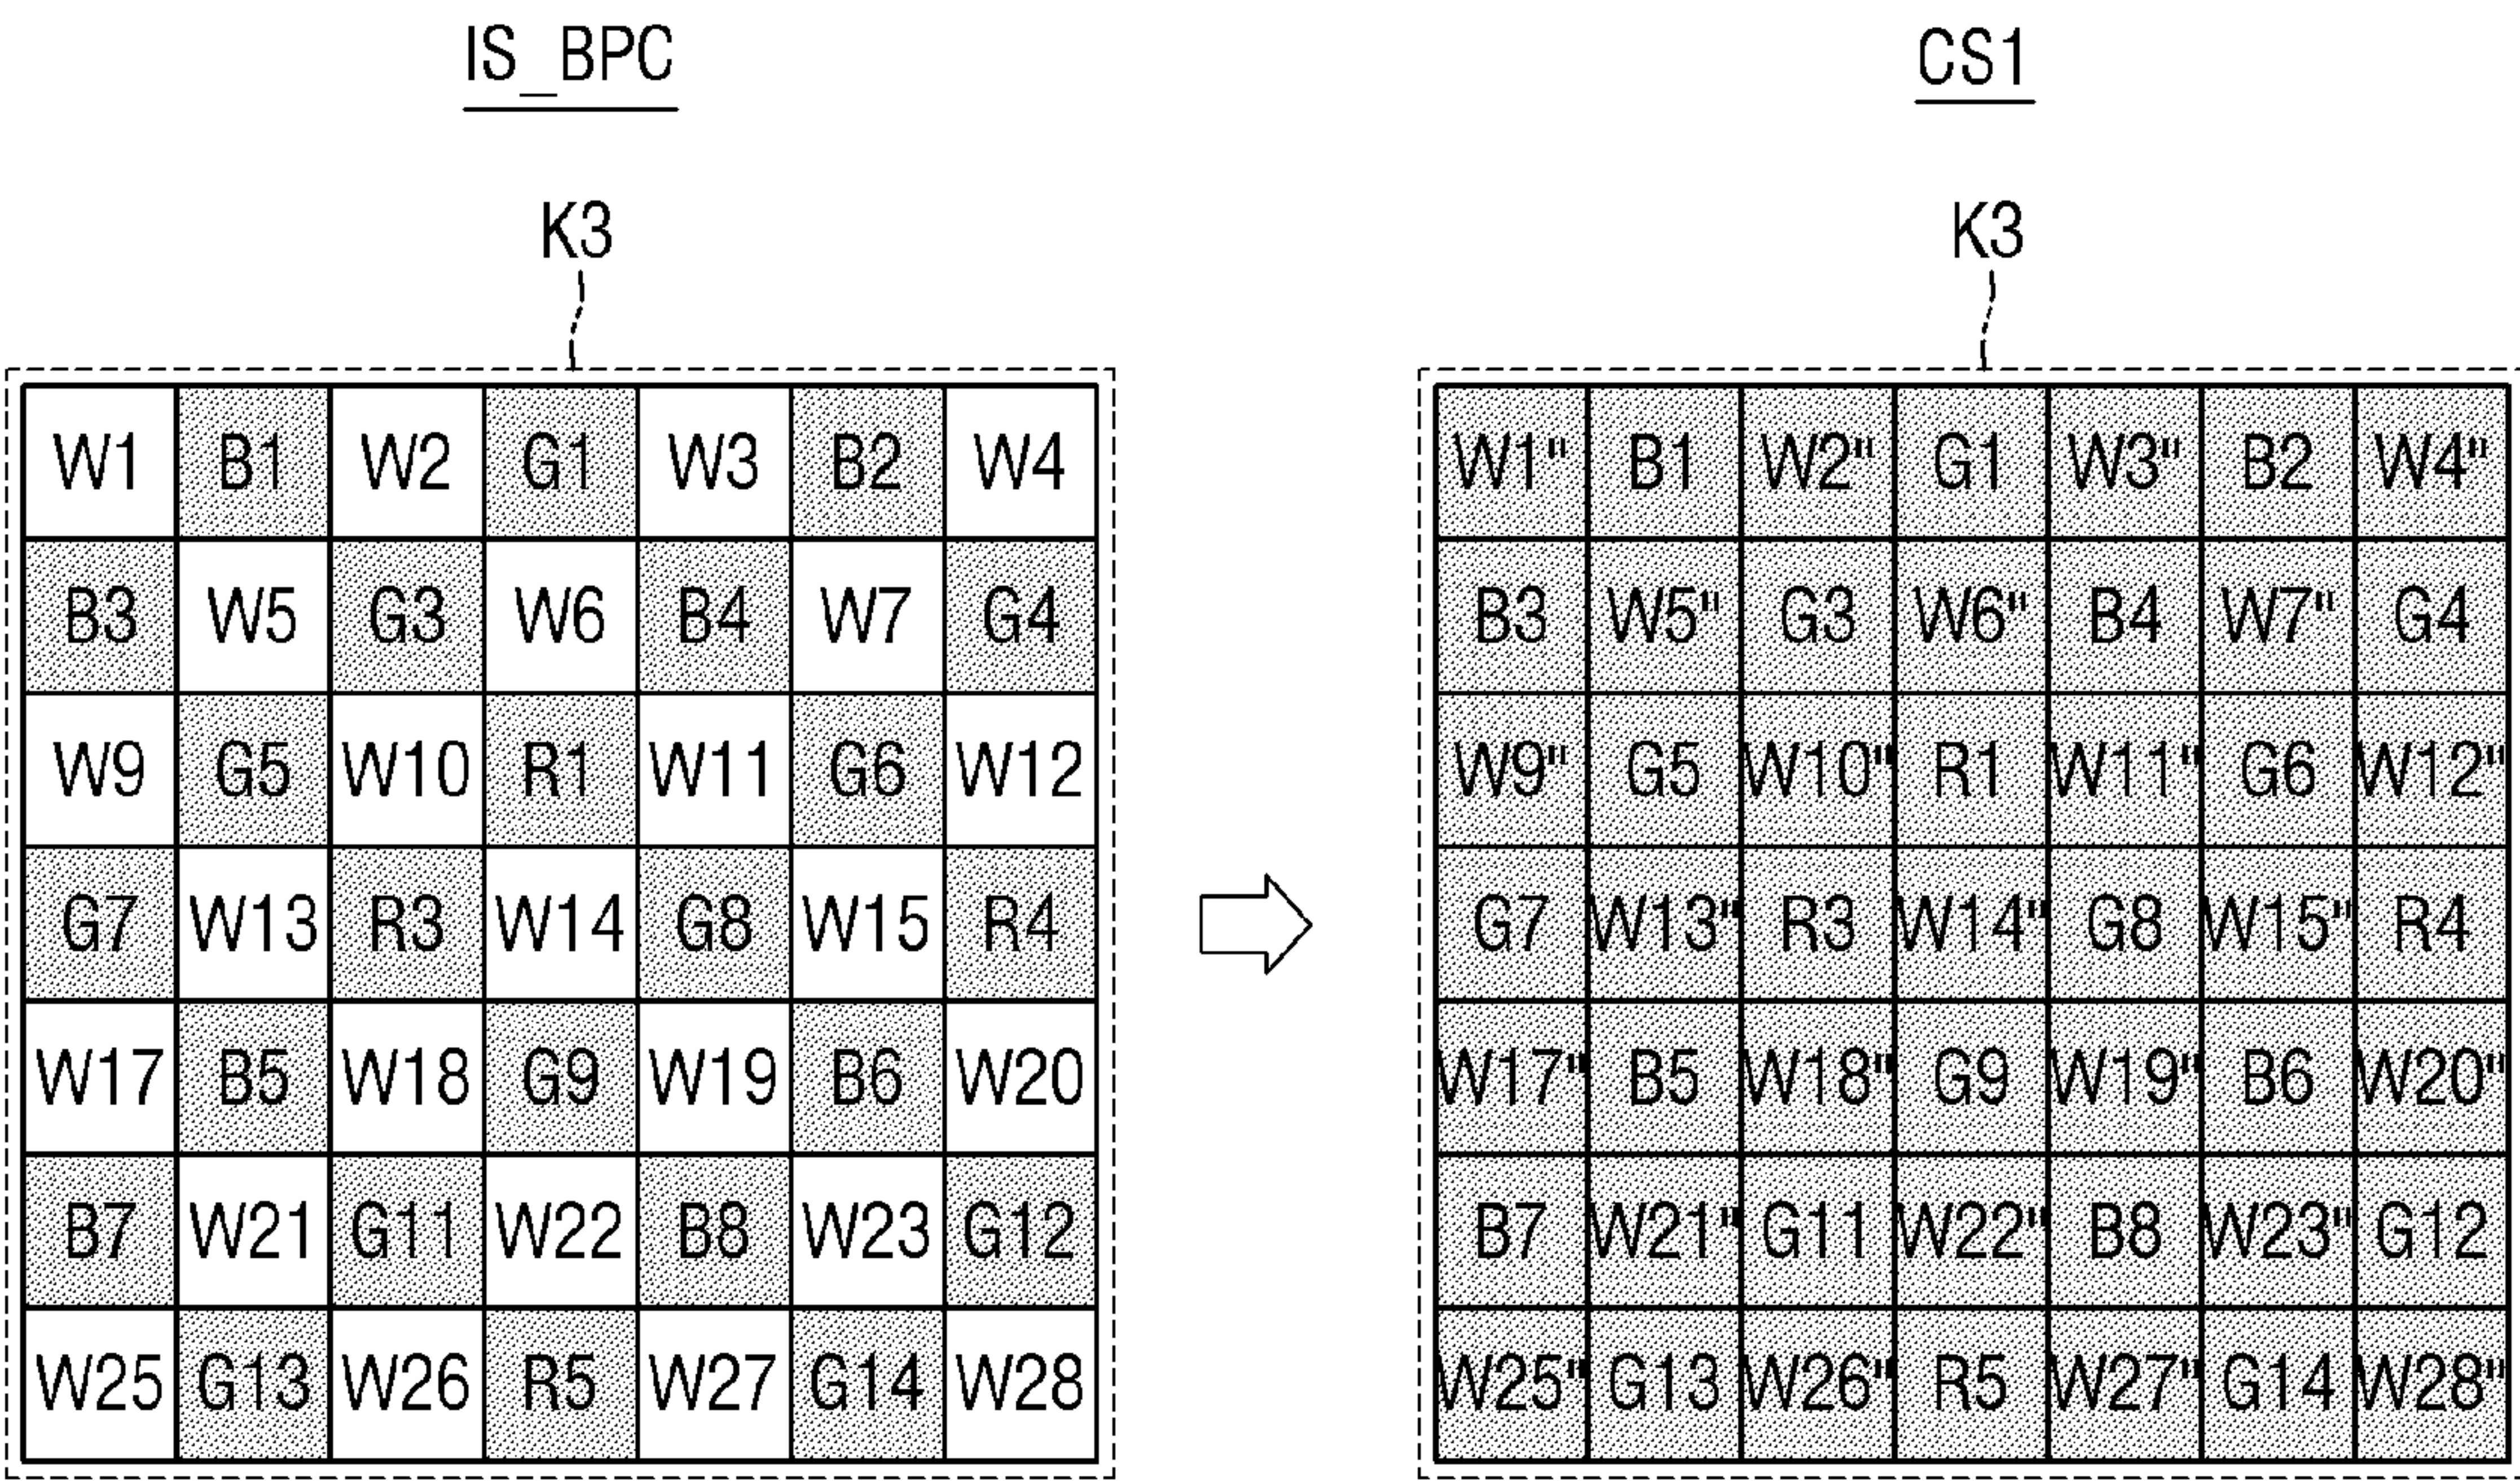 IS_BPC
K3
W1 B1 W2 G1 W3 B2 W4
B3 W5 G3 W6 B4 W7 G4
W9 G5 W10 R1 W11 G6 W12
G7 W13 R3 W14 G8 W15 R4
W17 B5 W18 G9 W19 B6 W20
B7 W21 G11 W22 B8 W23 G12
W25 G13 W26 R5 W27 G14 W28
CS1
K3
W1" B1 W2" G1 W3" B2 W4"
B3 W5" G3 W6" B4 W7" G4
W9" G5 W10" R1 W11" G6 W12"
G7 W13" R3 W14" G8 W15" R4
W17" B5 W18" G9 W19" B6 W20"
B7 W21" G11 W22" B8 W23" G12
W25" G13 W26" R5 W27" G14 W28"